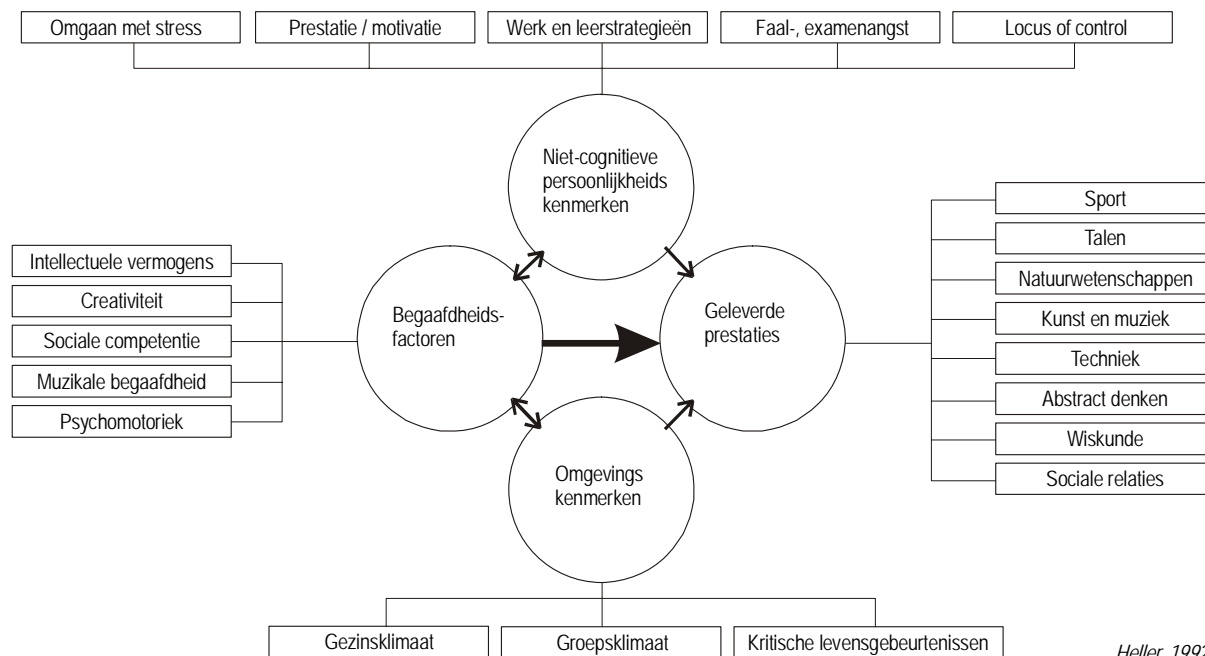 Omgaan met stress
Prestatie / motivatie
Werk en leerstrategieën
Faal-, examenangst
Locus of control
Niet-cognitieve
persoonlijkheids
kenmerken
Intellectuele vermogens
Creativiteit
Sociale competentie
Muzikale begaafdheid
Psychomotoriek
Begaafdheids-
factoren
Geleverde
prestaties
Sport
Talen
Natuurwetenschappen
Kunst en muziek
Techniek
Abstract denken
Wiskunde
Sociale relaties
Omgevings
kenmerken
Gezinsklimaat
Groepsklimaat
Kritische levensgebeurtenissen
Heller, 1992